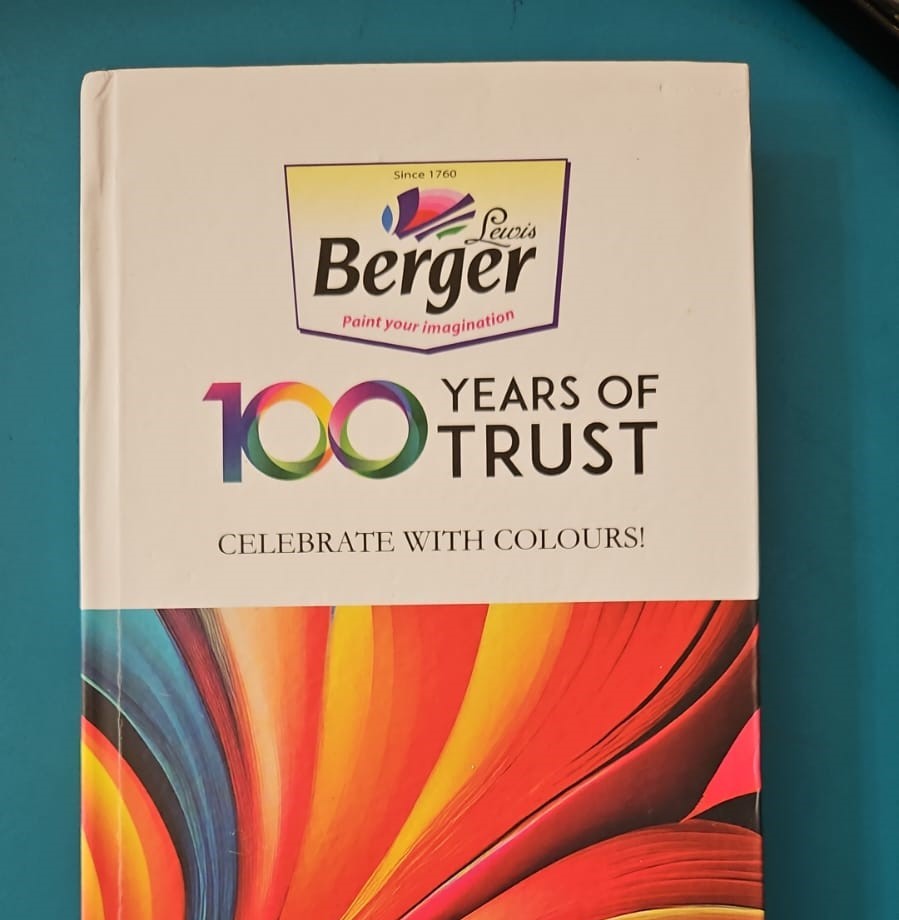 Since 1760
Lewis
Berger
Paint your imagination
100 YEARS OF
TRUST
CELEBRATE WITH COLOURS!